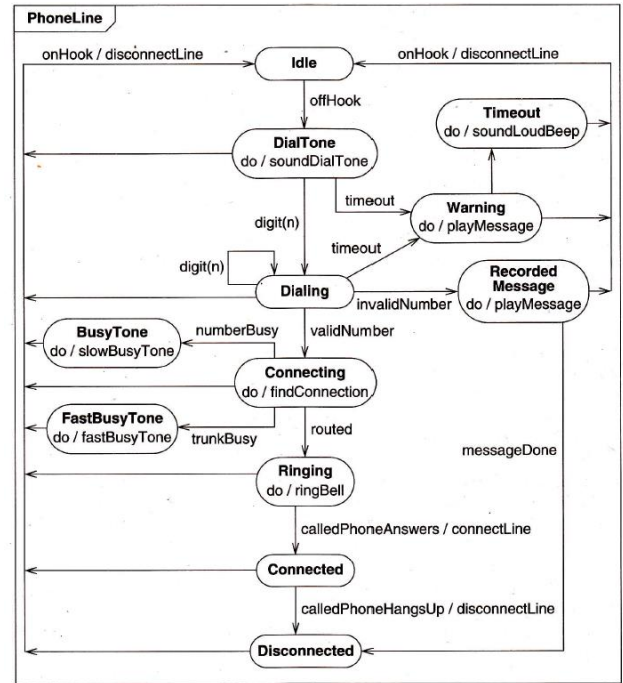 PhoneLine
onHook / disconnectLine
Idle
onHook / disconnectLine
offHook
Timeout
do / soundLoudBeep
DialTone
do / soundDialTone
timeout
Warning
do / playMessage
digit(n)
timeout
digit(n)
Dialing
invalidNumber
Recorded
Message
do / playMessage
BusyTone
do / slowBusyTone
numberBusy
validNumber
Connecting
do / findConnection
FastBusyTone
do / fastBusyTone
trunkBusy
routed
messageDone
Ringing
do / ringBell
calledPhoneAnswers / connectLine
Connected
calledPhoneHangsUp / disconnectLine
Disconnected